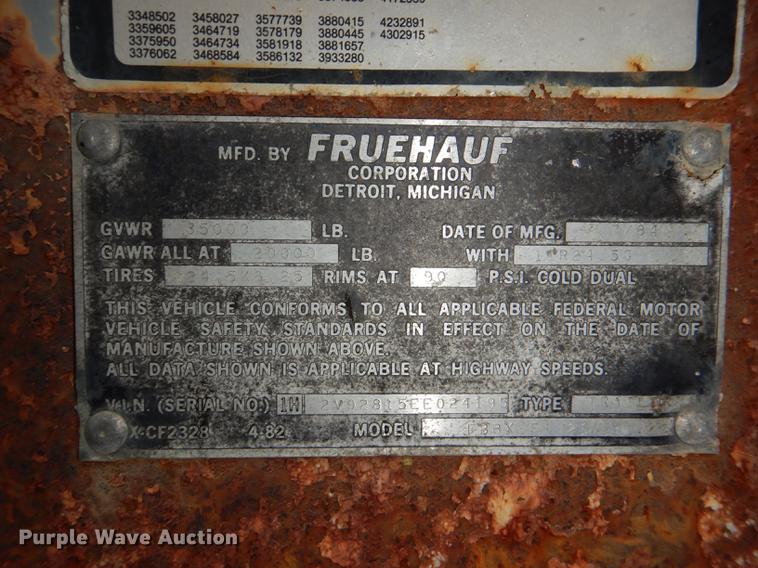 3348502 3458027 3577739 3880415 4232891
3359605 3464719 3578179 3880445 4302915
3375950 3464734 3581918 3881657
3376062 3468584 3586132 3933280
MFD. BY FRUEHAUF
CORPORATION
DETROIT, MICHIGAN
GVWR 35000 LB. DATE OF MFG.
GAWR ALL AT 20000 LB. WITH
TIRES RIMS AT 90 P.S.I. COLD DUAL
THIS VEHICLE CONFORMS TO ALL APPLICABLE FEDERAL MOTOR
VEHICLE SAFETY STANDARDS IN EFFECT ON THE DATE OF
MANUFACTURE SHOWN ABOVE.
ALL DATA SHOWN IS APPLICABLE AT HIGHWAY SPEEDS.
V.I.N. (SERIAL NO.) 1H TYPE
X-CF2328 4-82 MODEL
Purple Wave Auction